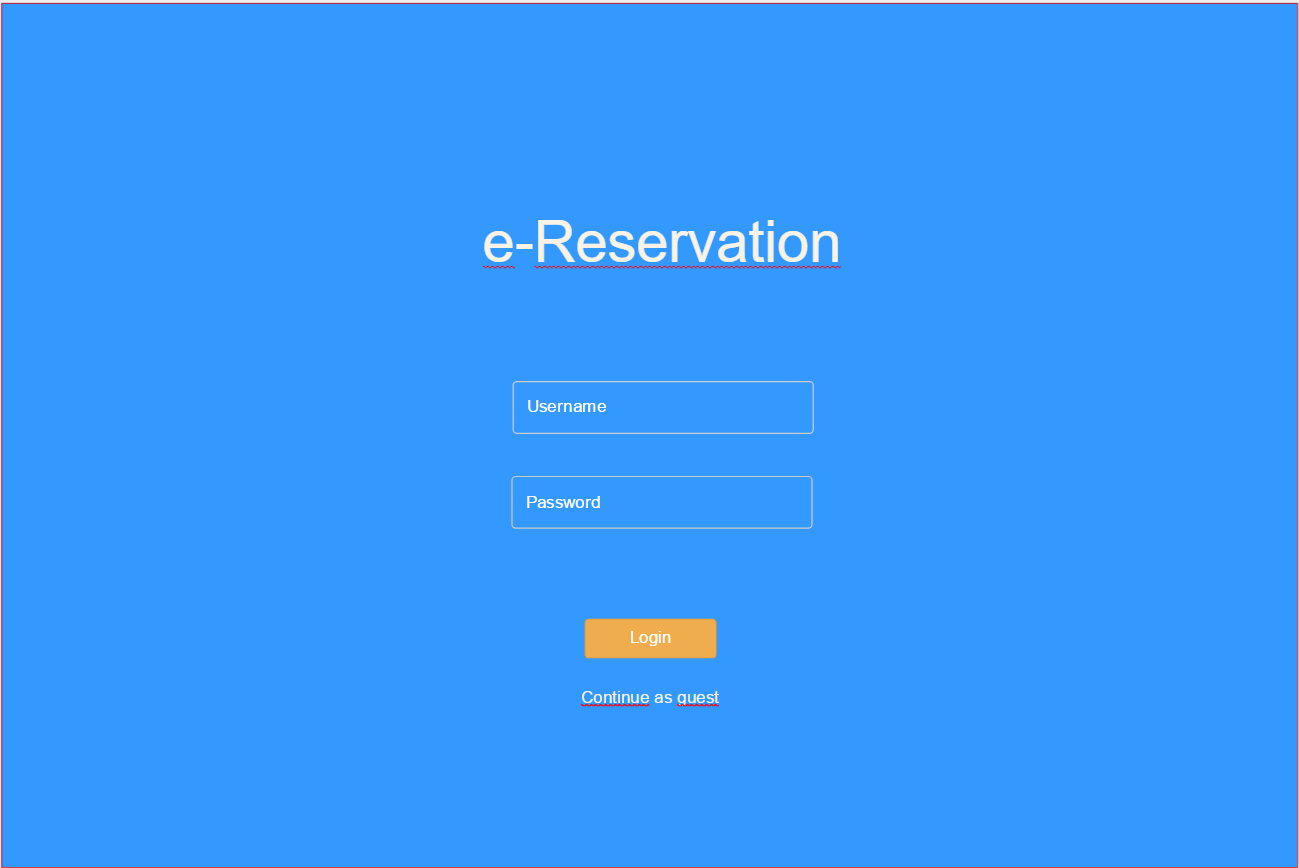 e-Reservation
Username
Password
Login
Continue as guest